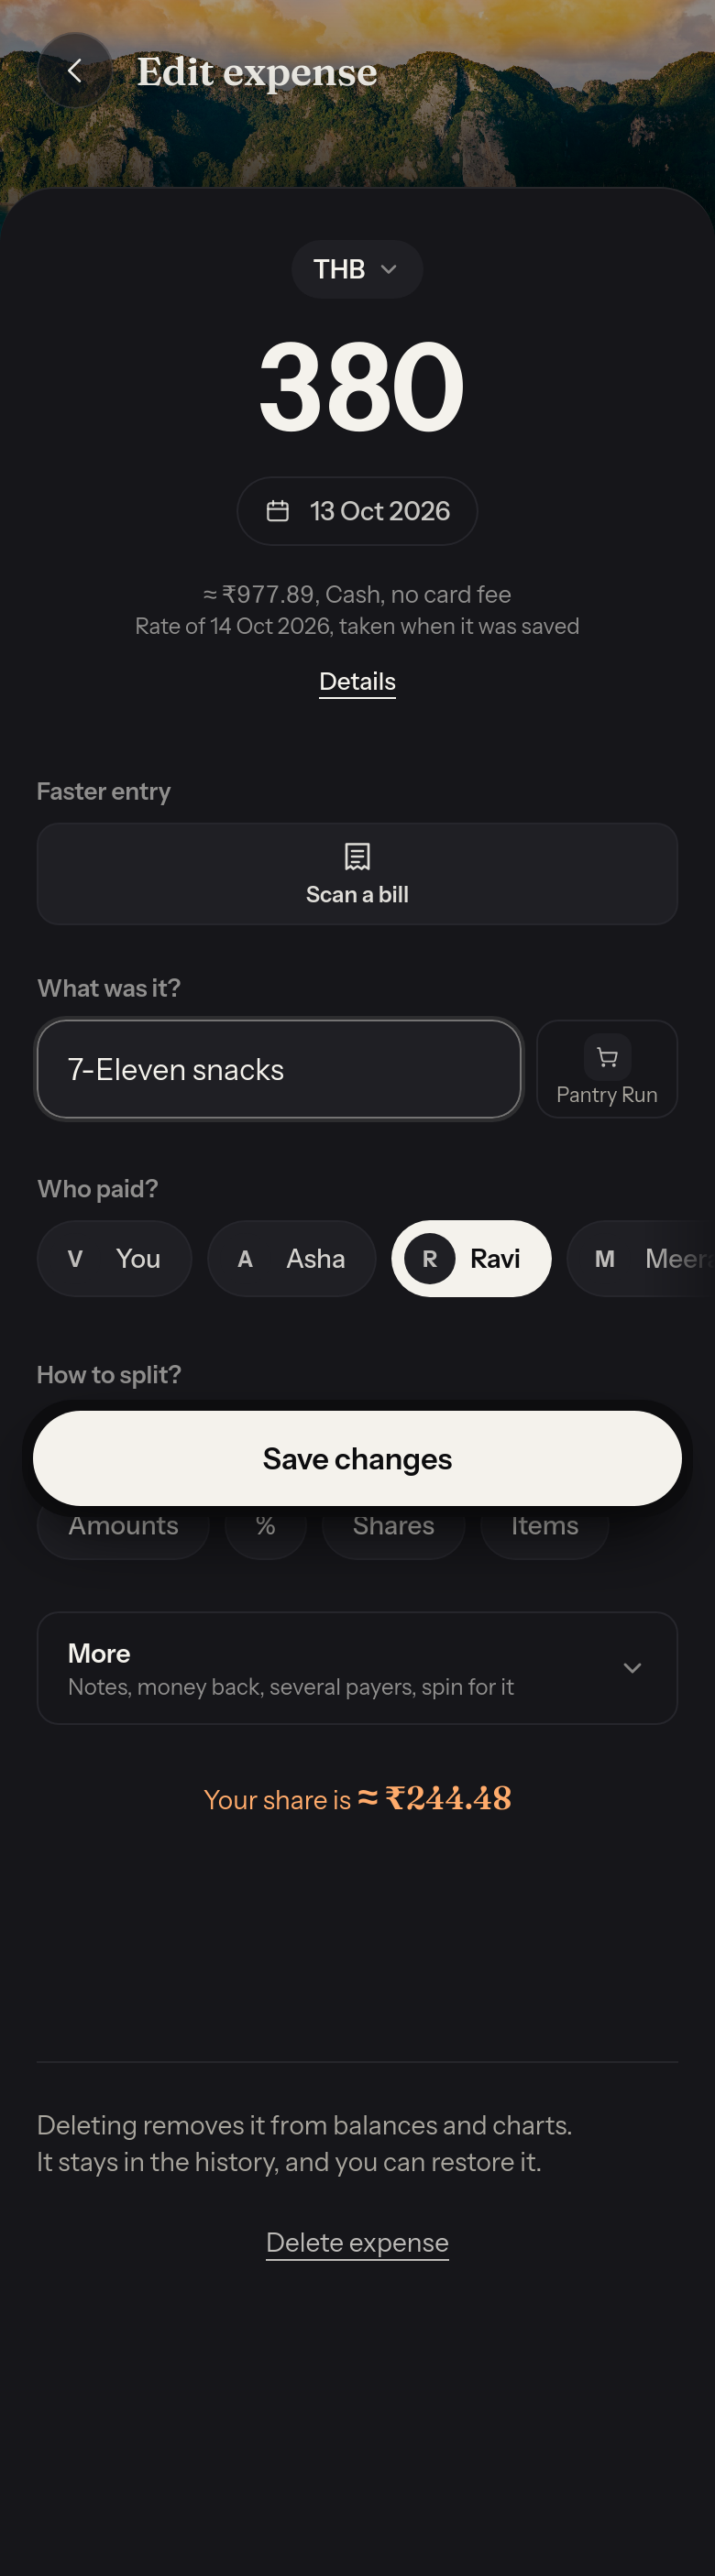 Edit expense
THB
380
13 Oct 2026
≈ ₹977.89, Cash, no card fee
Rate of 14 Oct 2026, taken when it was saved
Details
Faster entry
Scan a bill
What was it?
7-Eleven snacks
Pantry Run
Who paid?
V You A Asha R Ravi M
How to split?
Save changes
Amounts % Shares Items
More
Notes, money back, several payers, spin for it
Your share is ≈ ₹244.48
Deleting removes it from balances and charts.
It stays in the history, and you can restore it.
Delete expense